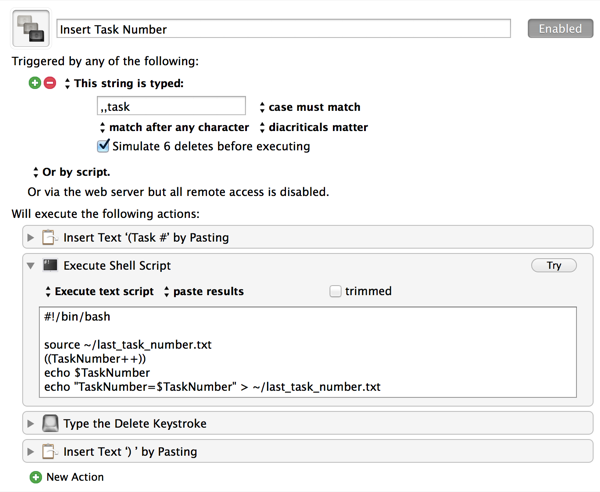 Insert Task Number Enabled
Triggered by any of the following:
This string is typed:
,,task case must match
match after any character diacriticals matter
Simulate 6 deletes before executing
Or by script.
Or via the web server but all remote access is disabled.
Will execute the following actions:
Insert Text ‘(Task #’ by Pasting
Execute Shell Script Try
Execute text script paste results trimmed
#!/bin/bash
source ~/last_task_number.txt
((TaskNumber++))
echo $TaskNumber
echo "TaskNumber=$TaskNumber" > ~/last_task_number.txt
Type the Delete Keystroke
Insert Text ‘) ’ by Pasting
New Action